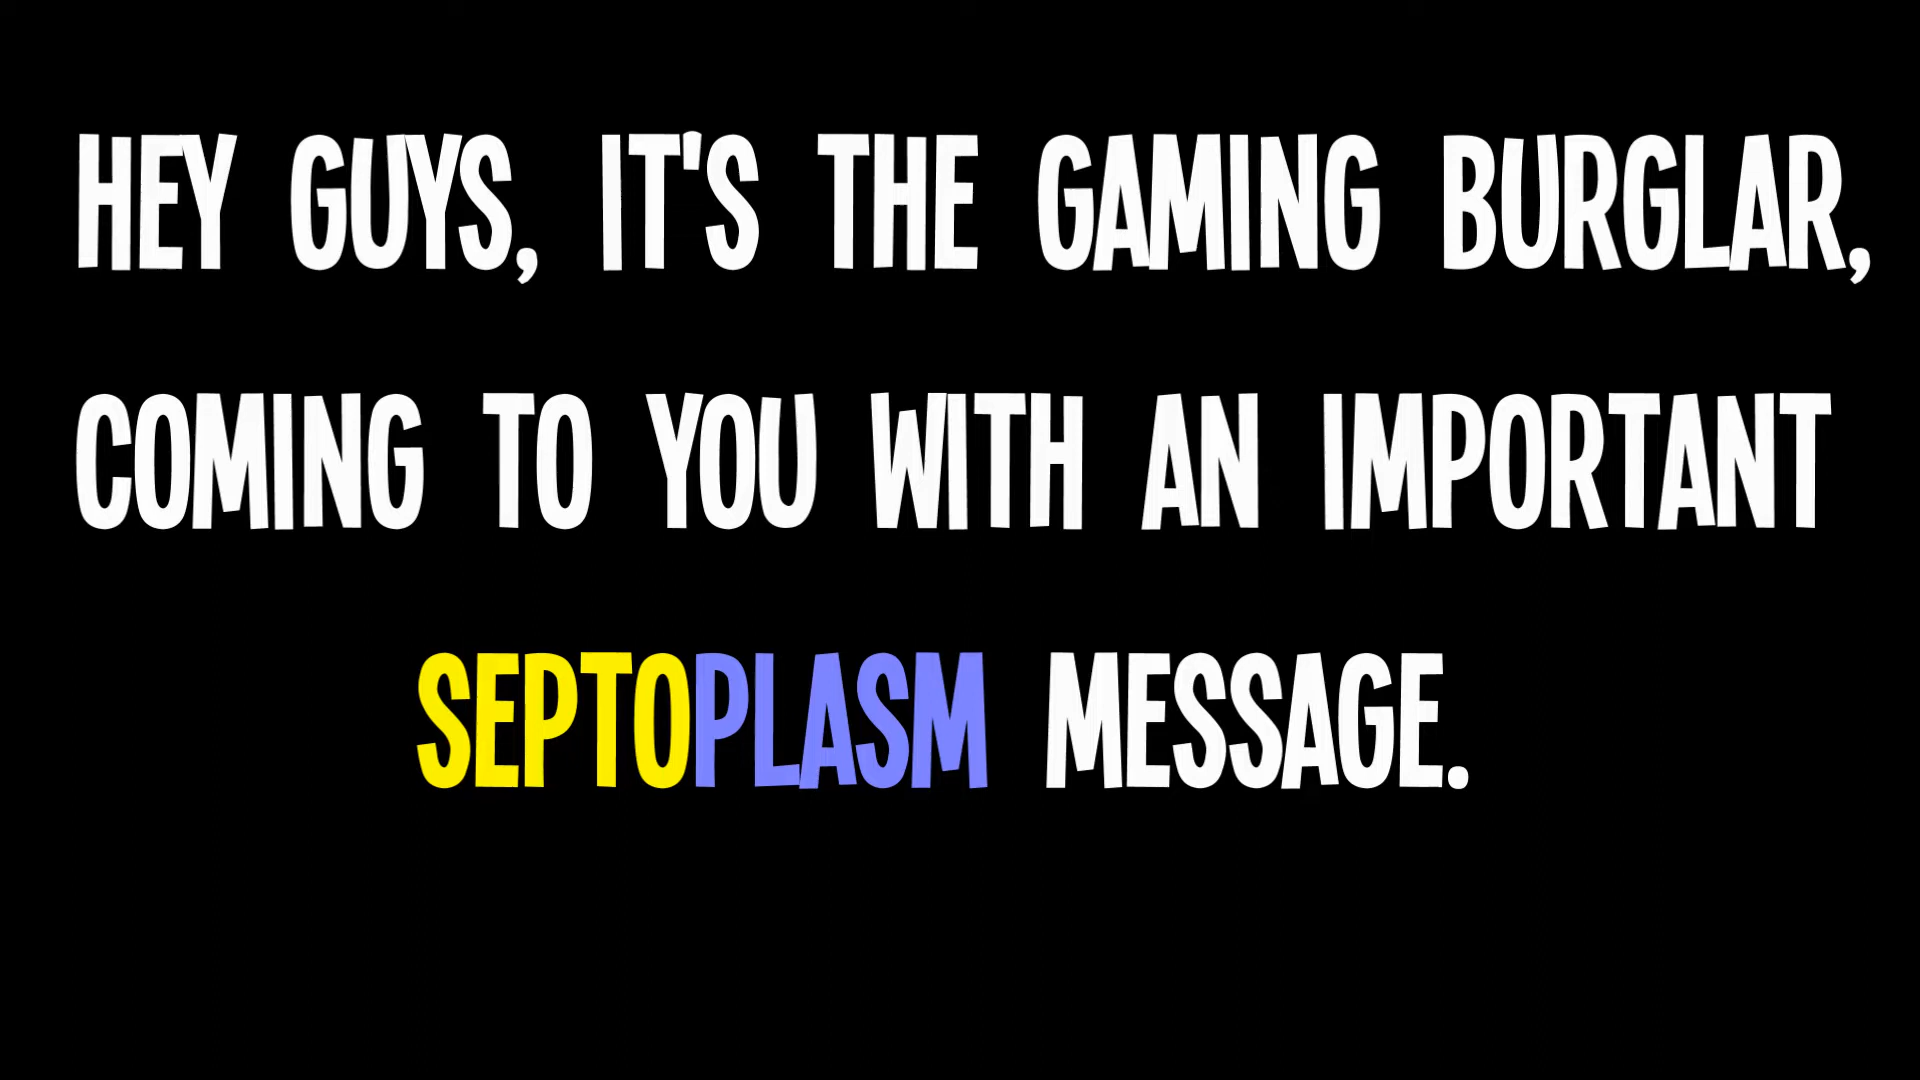 HEY GUYS, IT'S THE GAMING BURGLAR,
COMING TO YOU WITH AN IMPORTANT
SEPTOPLASM MESSAGE.